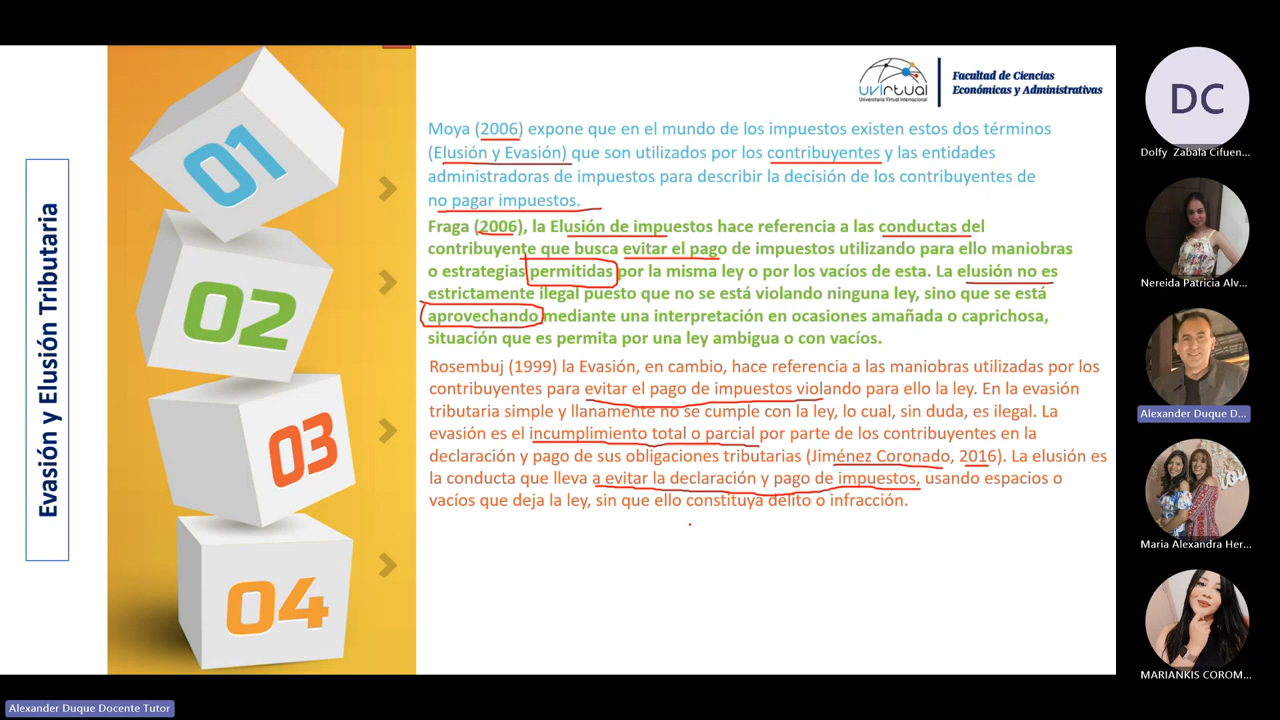 Evasión y Elusión Tributaria
01
02
03
04
uvirtual
Universitaria Virtual Internacional
Facultad de Ciencias
Económicas y Administrativas
Moya (2006) expone que en el mundo de los impuestos existen estos dos términos
(Elusión y Evasión) que son utilizados por los contribuyentes y las entidades
administradoras de impuestos para describir la decisión de los contribuyentes de
no pagar impuestos.
Fraga (2006), la Elusión de impuestos hace referencia a las conductas del
contribuyente que busca evitar el pago de impuestos utilizando para ello maniobras
o estrategias permitidas por la misma ley o por los vacíos de esta. La elusión no es
estrictamente ilegal puesto que no se está violando ninguna ley, sino que se está
aprovechando mediante una interpretación en ocasiones amañada o caprichosa,
situación que es permita por una ley ambigua o con vacíos.
Rosembuj (1999) la Evasión, en cambio, hace referencia a las maniobras utilizadas por los
contribuyentes para evitar el pago de impuestos violando para ello la ley. En la evasión
tributaria simple y llanamente no se cumple con la ley, lo cual, sin duda, es ilegal. La
evasión es el incumplimiento total o parcial por parte de los contribuyentes en la
declaración y pago de sus obligaciones tributarias (Jiménez Coronado, 2016). La elusión es
la conducta que lleva a evitar la declaración y pago de impuestos, usando espacios o
vacíos que deja la ley, sin que ello constituya delito o infracción.
DC
Dolfy Zabala Cifuen...
Nereida Patricia Alv...
Alexander Duque D...
Maria Alexandra Her...
MARIANKIS COROM...
Alexander Duque Docente Tutor